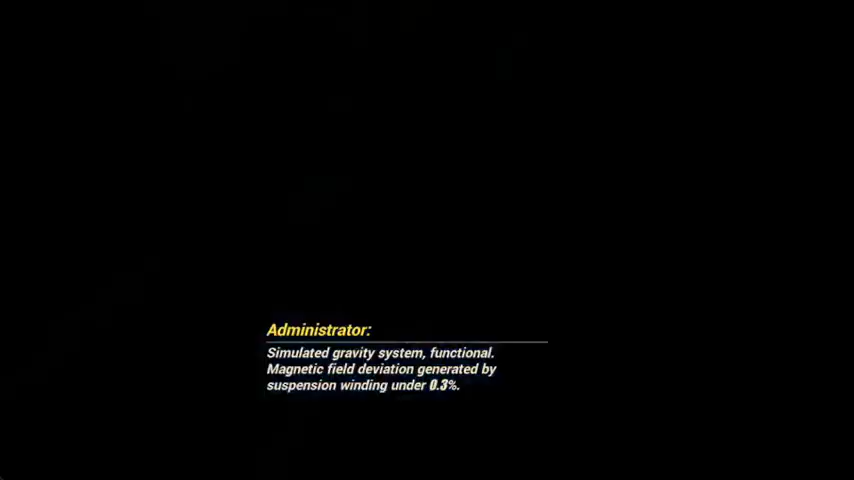 Administrator:
Simulated gravity system, functional.
Magnetic field deviation generated by
suspension winding under 0.3%.